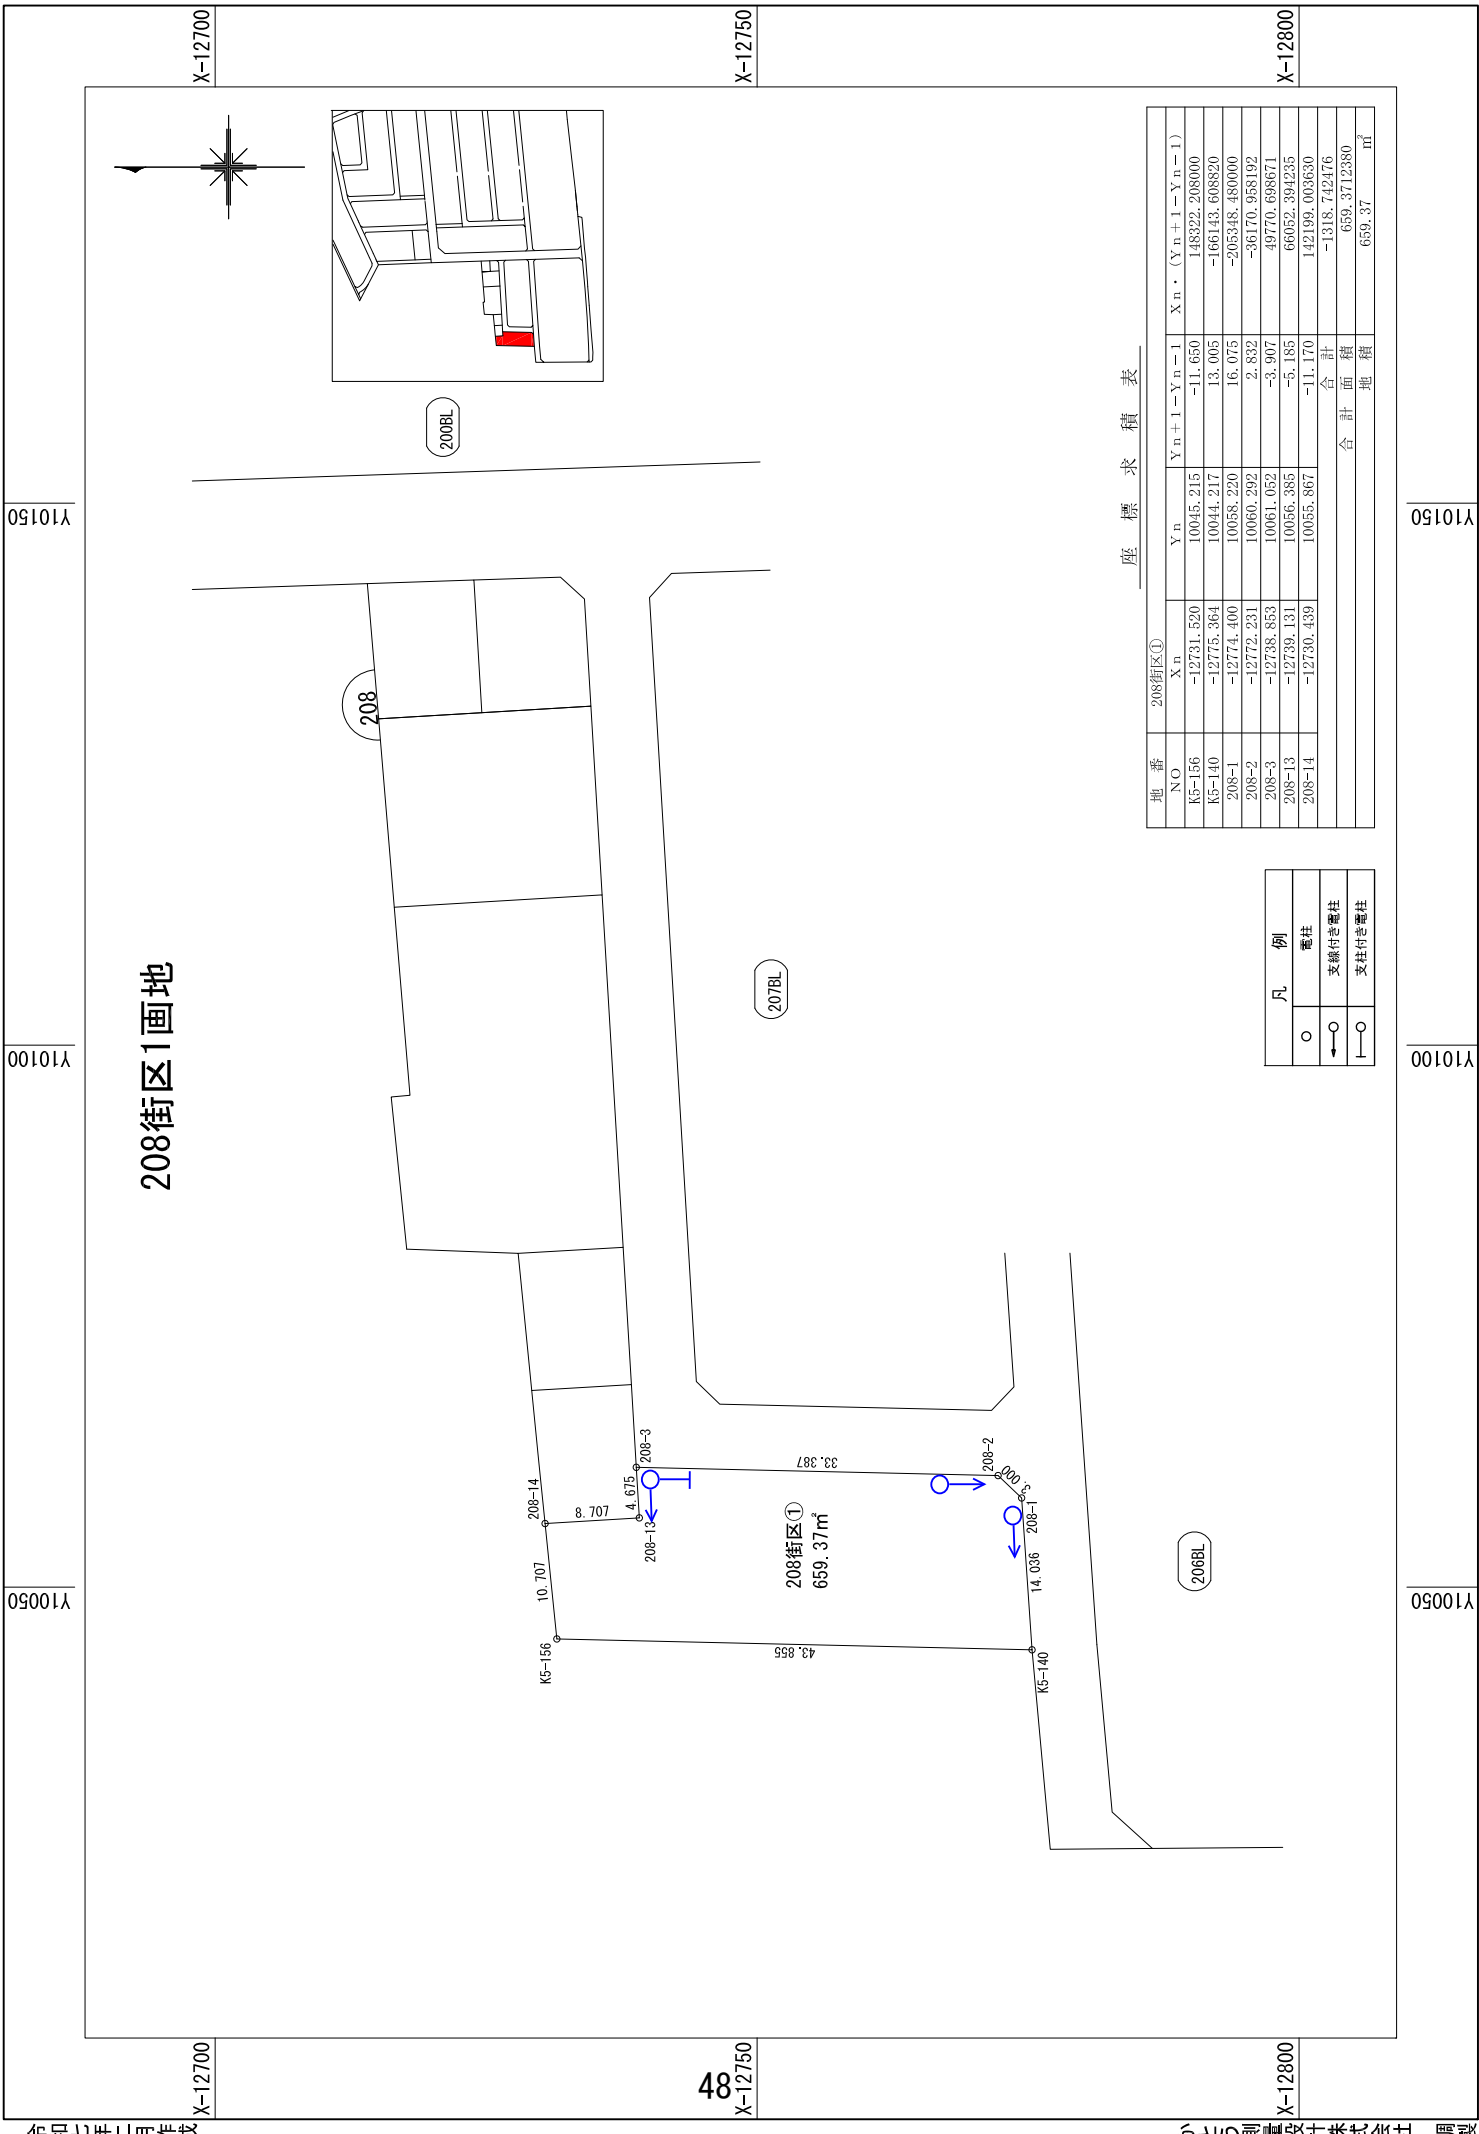 208街区1画地
X-12700
X-12750
X-12800
Y10150
Y10150
Y10100
Y10100
Y10050
Y10050
X-12700
X-12750
X-12800
200BL
208
207BL
206BL
208-14
208-3
208-13
208-2
208-1
K5-156
K5-140
10.707
8.707
4.675
33.387
3.000
14.036
43.855
208街区①
659.37㎡
座標求積表
地番 208街区①
NO Xn Yn Yn+1-Yn-1 Xn・(Yn+1-Yn-1)
K5-156 -12731.520 10045.215 -11.650 148322.208000
K5-140 -12775.364 10044.217 13.005 -166143.608820
208-1 -12774.400 10058.220 16.075 -205348.480000
208-2 -12772.231 10060.292 2.832 -36170.958192
208-3 -12738.853 10061.052 -3.907 49770.698671
208-13 -12739.131 10056.385 -5.185 66052.394235
208-14 -12730.439 10055.867 -11.170 142199.003630
合計 -1318.742476
合計面積 659.3712380
地積 659.37 ㎡
凡例
電柱
支線付き電柱
支柱付き電柱
48